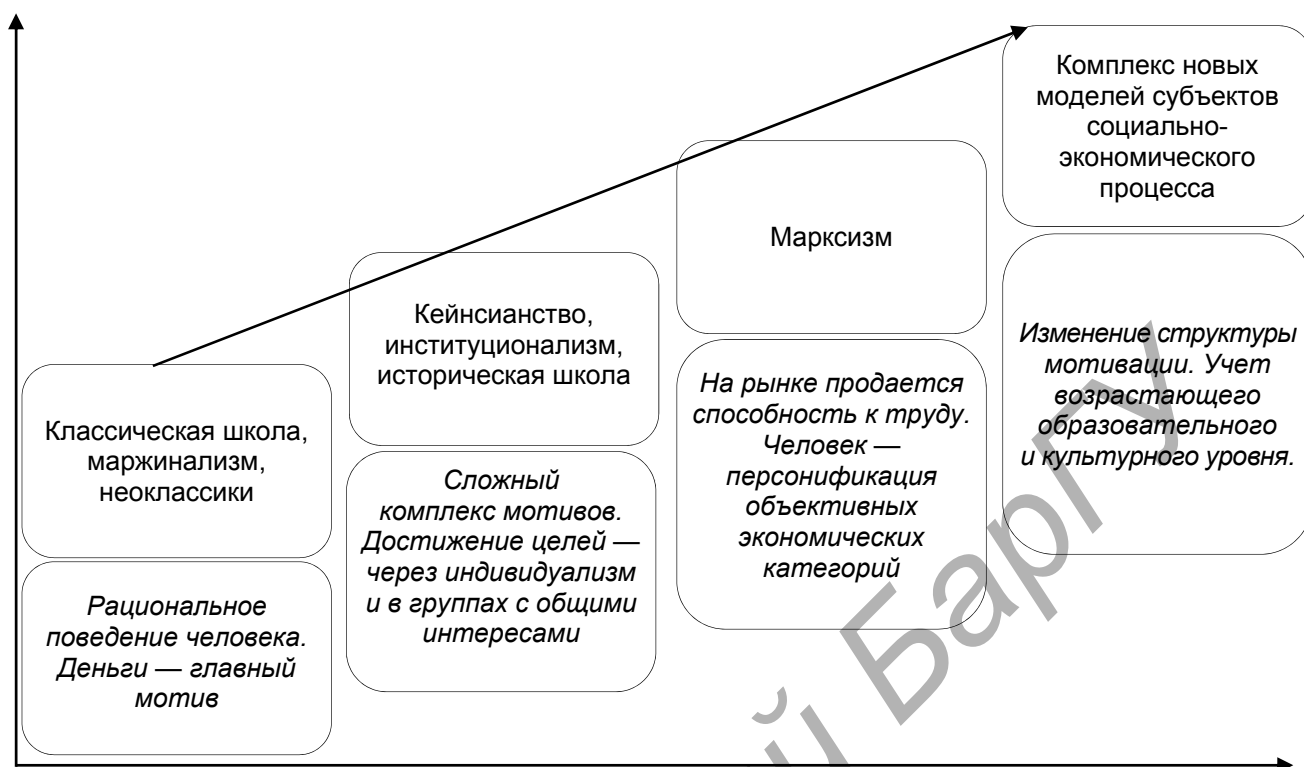 Классическая школа,
маржинализм,
неоклассики
Рациональное
поведение человека.
Деньги — главный
мотив
Кейнсианство,
институционализм,
историческая школа
Сложный
комплекс мотивов.
Достижение целей —
через индивидуализм
и в группах с общими
интересами
Марксизм
На рынке продается
способность к труду.
Человек —
персонификация
объективных
экономических
категорий
Комплекс новых
моделей субъектов
социально-
экономического
процесса
Изменение структуры
мотивации. Учет
возрастающего
образовательного
и культурного уровня.
БарГУ